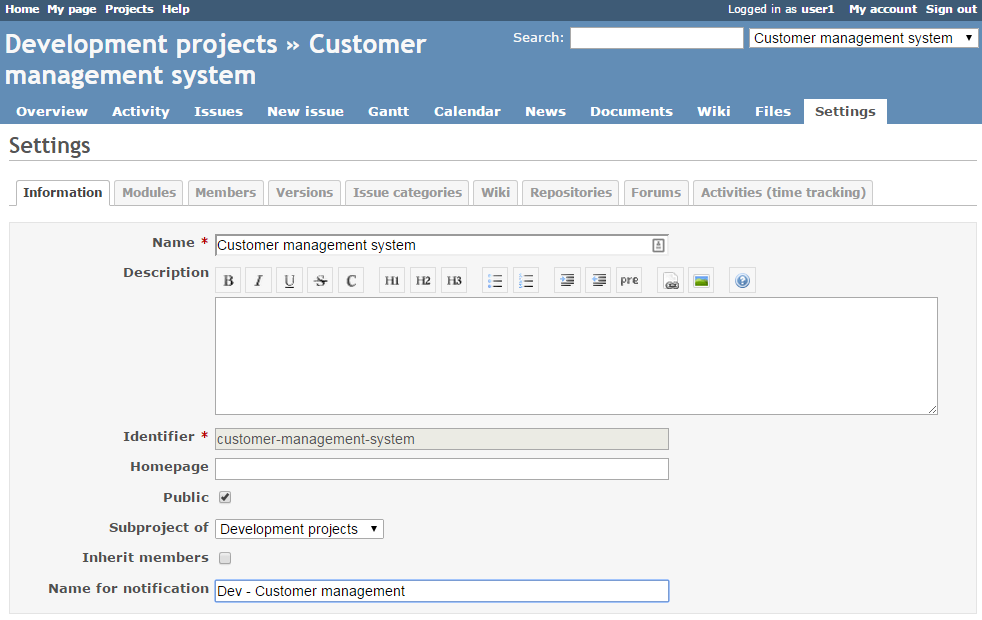 Home My page Projects Help Logged in as user1 My account Sign out
Development projects » Customer management system
Search: Customer management system
Overview Activity Issues New issue Gantt Calendar News Documents Wiki Files Settings
Settings
Information Modules Members Versions Issue categories Wiki Repositories Forums Activities (time tracking)
Name * Customer management system
Description B I U S C H1 H2 H3 pre
Identifier * customer-management-system
Homepage
Public
Subproject of Development projects
Inherit members
Name for notification Dev - Customer management